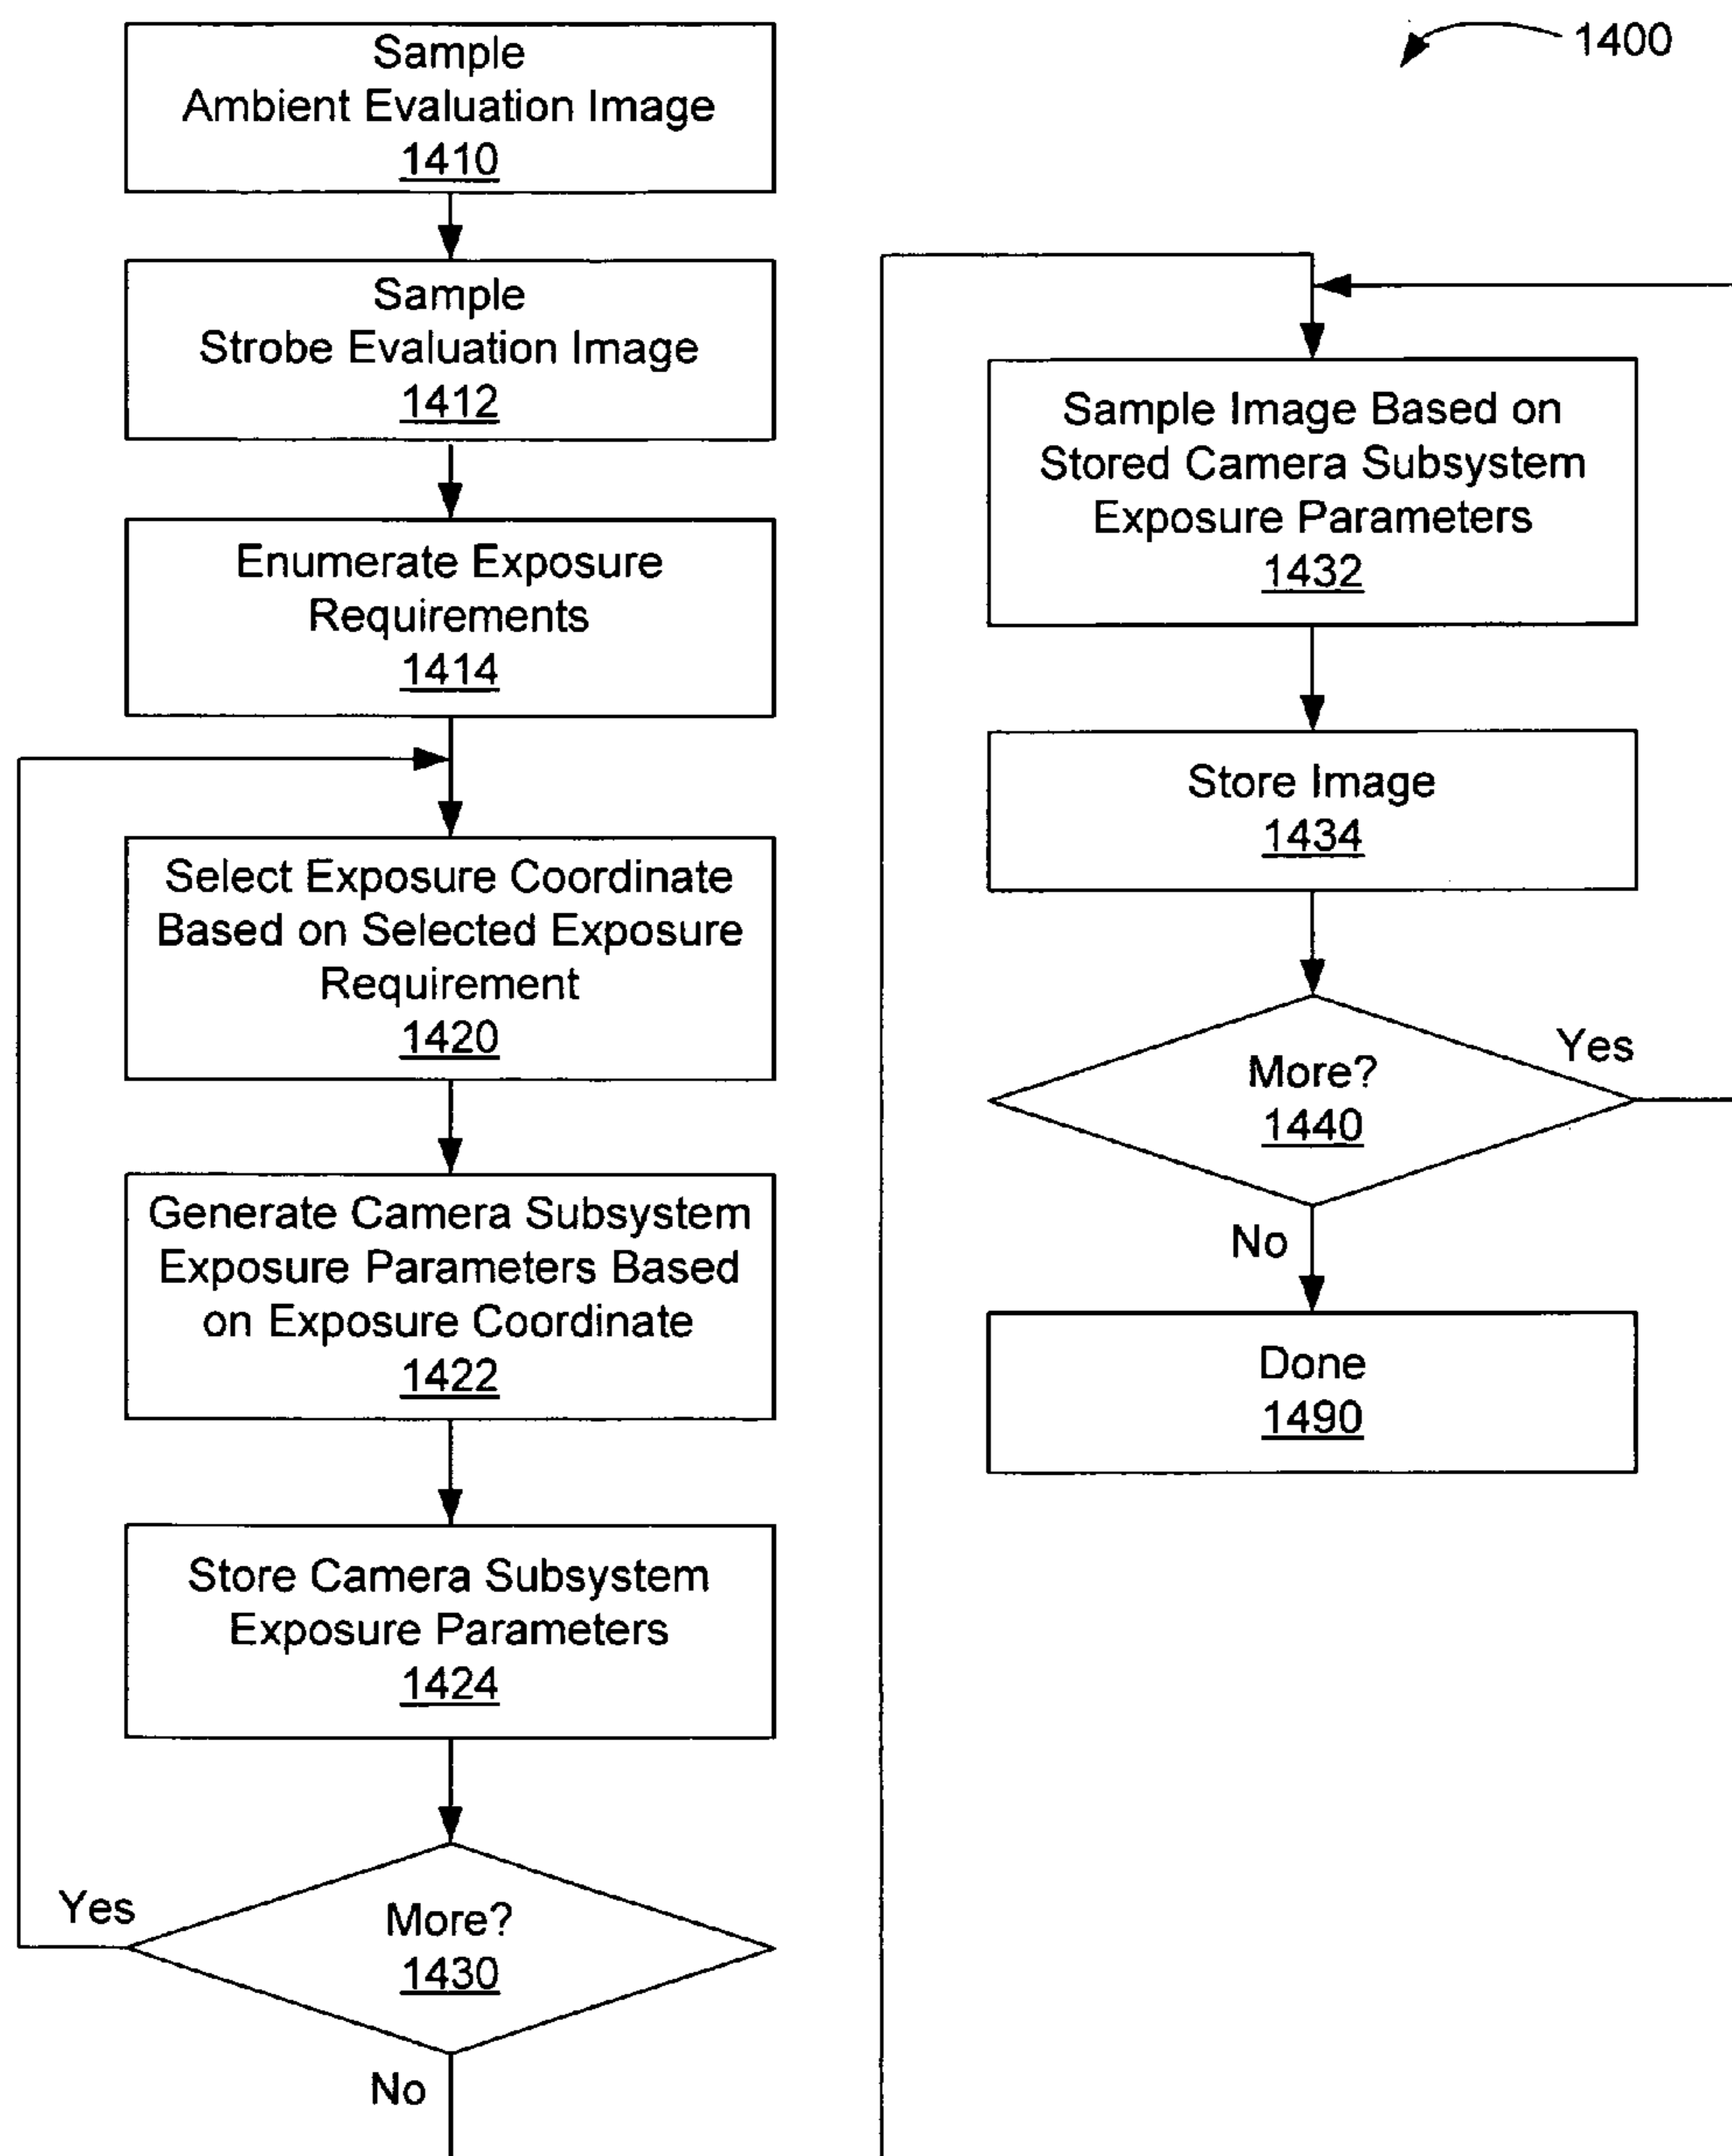 1400
Sample
Ambient Evaluation Image
1410
Sample
Strobe Evaluation Image
1412
Enumerate Exposure
Requirements
1414
Select Exposure Coordinate
Based on Selected Exposure
Requirement
1420
Generate Camera Subsystem
Exposure Parameters Based
on Exposure Coordinate
1422
Store Camera Subsystem
Exposure Parameters
1424
Yes
More?
1430
No
Sample Image Based on
Stored Camera Subsystem
Exposure Parameters
1432
Store Image
1434
Yes
More?
1440
No
Done
1490